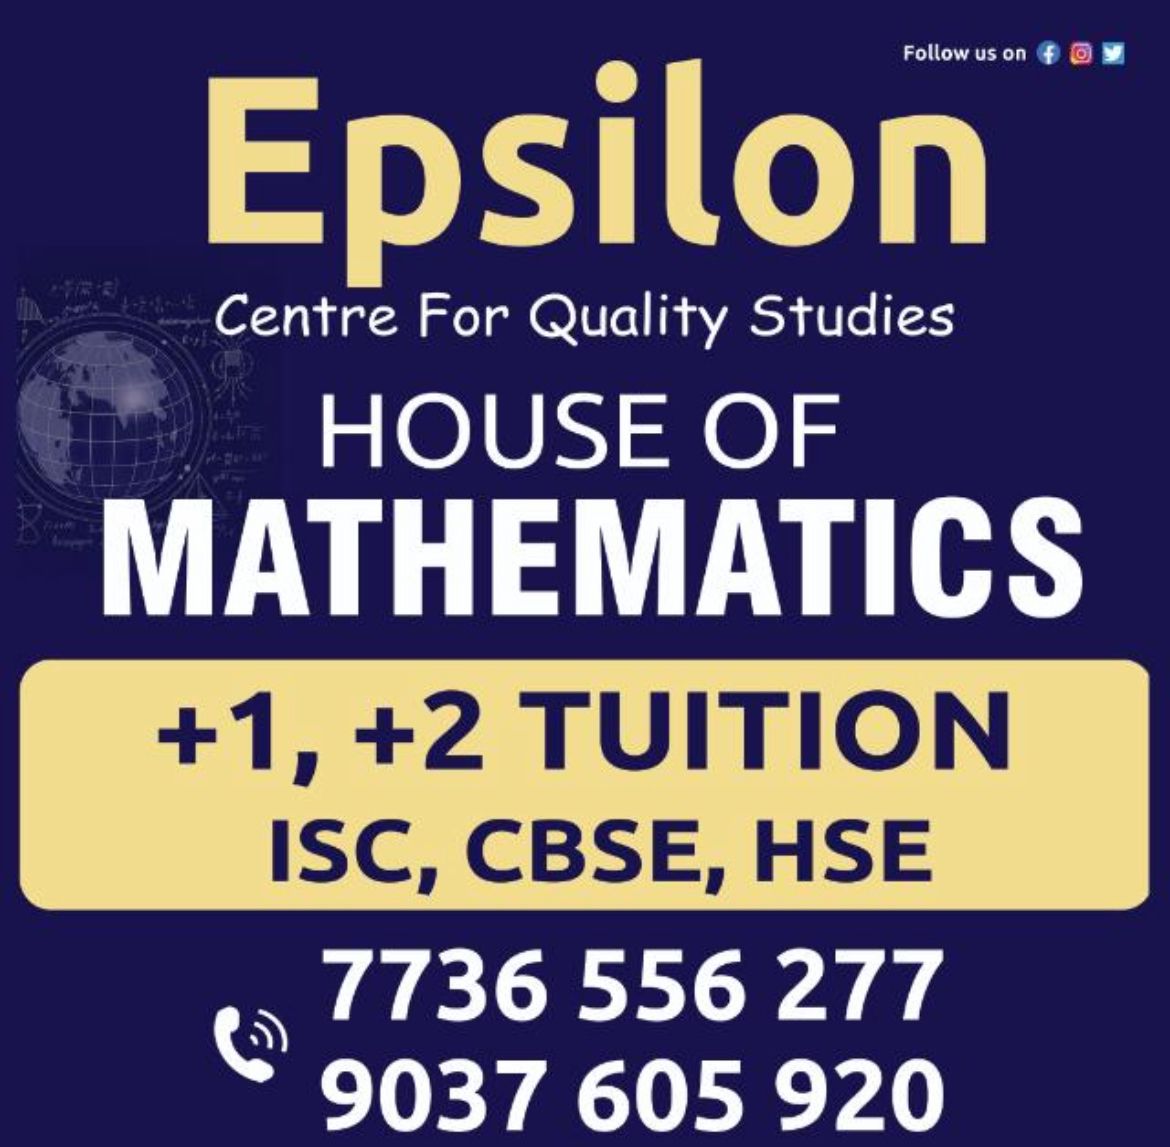 Follow us on
Epsilon
Centre For Quality Studies
HOUSE OF
MATHEMATICS
+1, +2 TUITION
ISC, CBSE, HSE
7736 556 277
9037 605 920